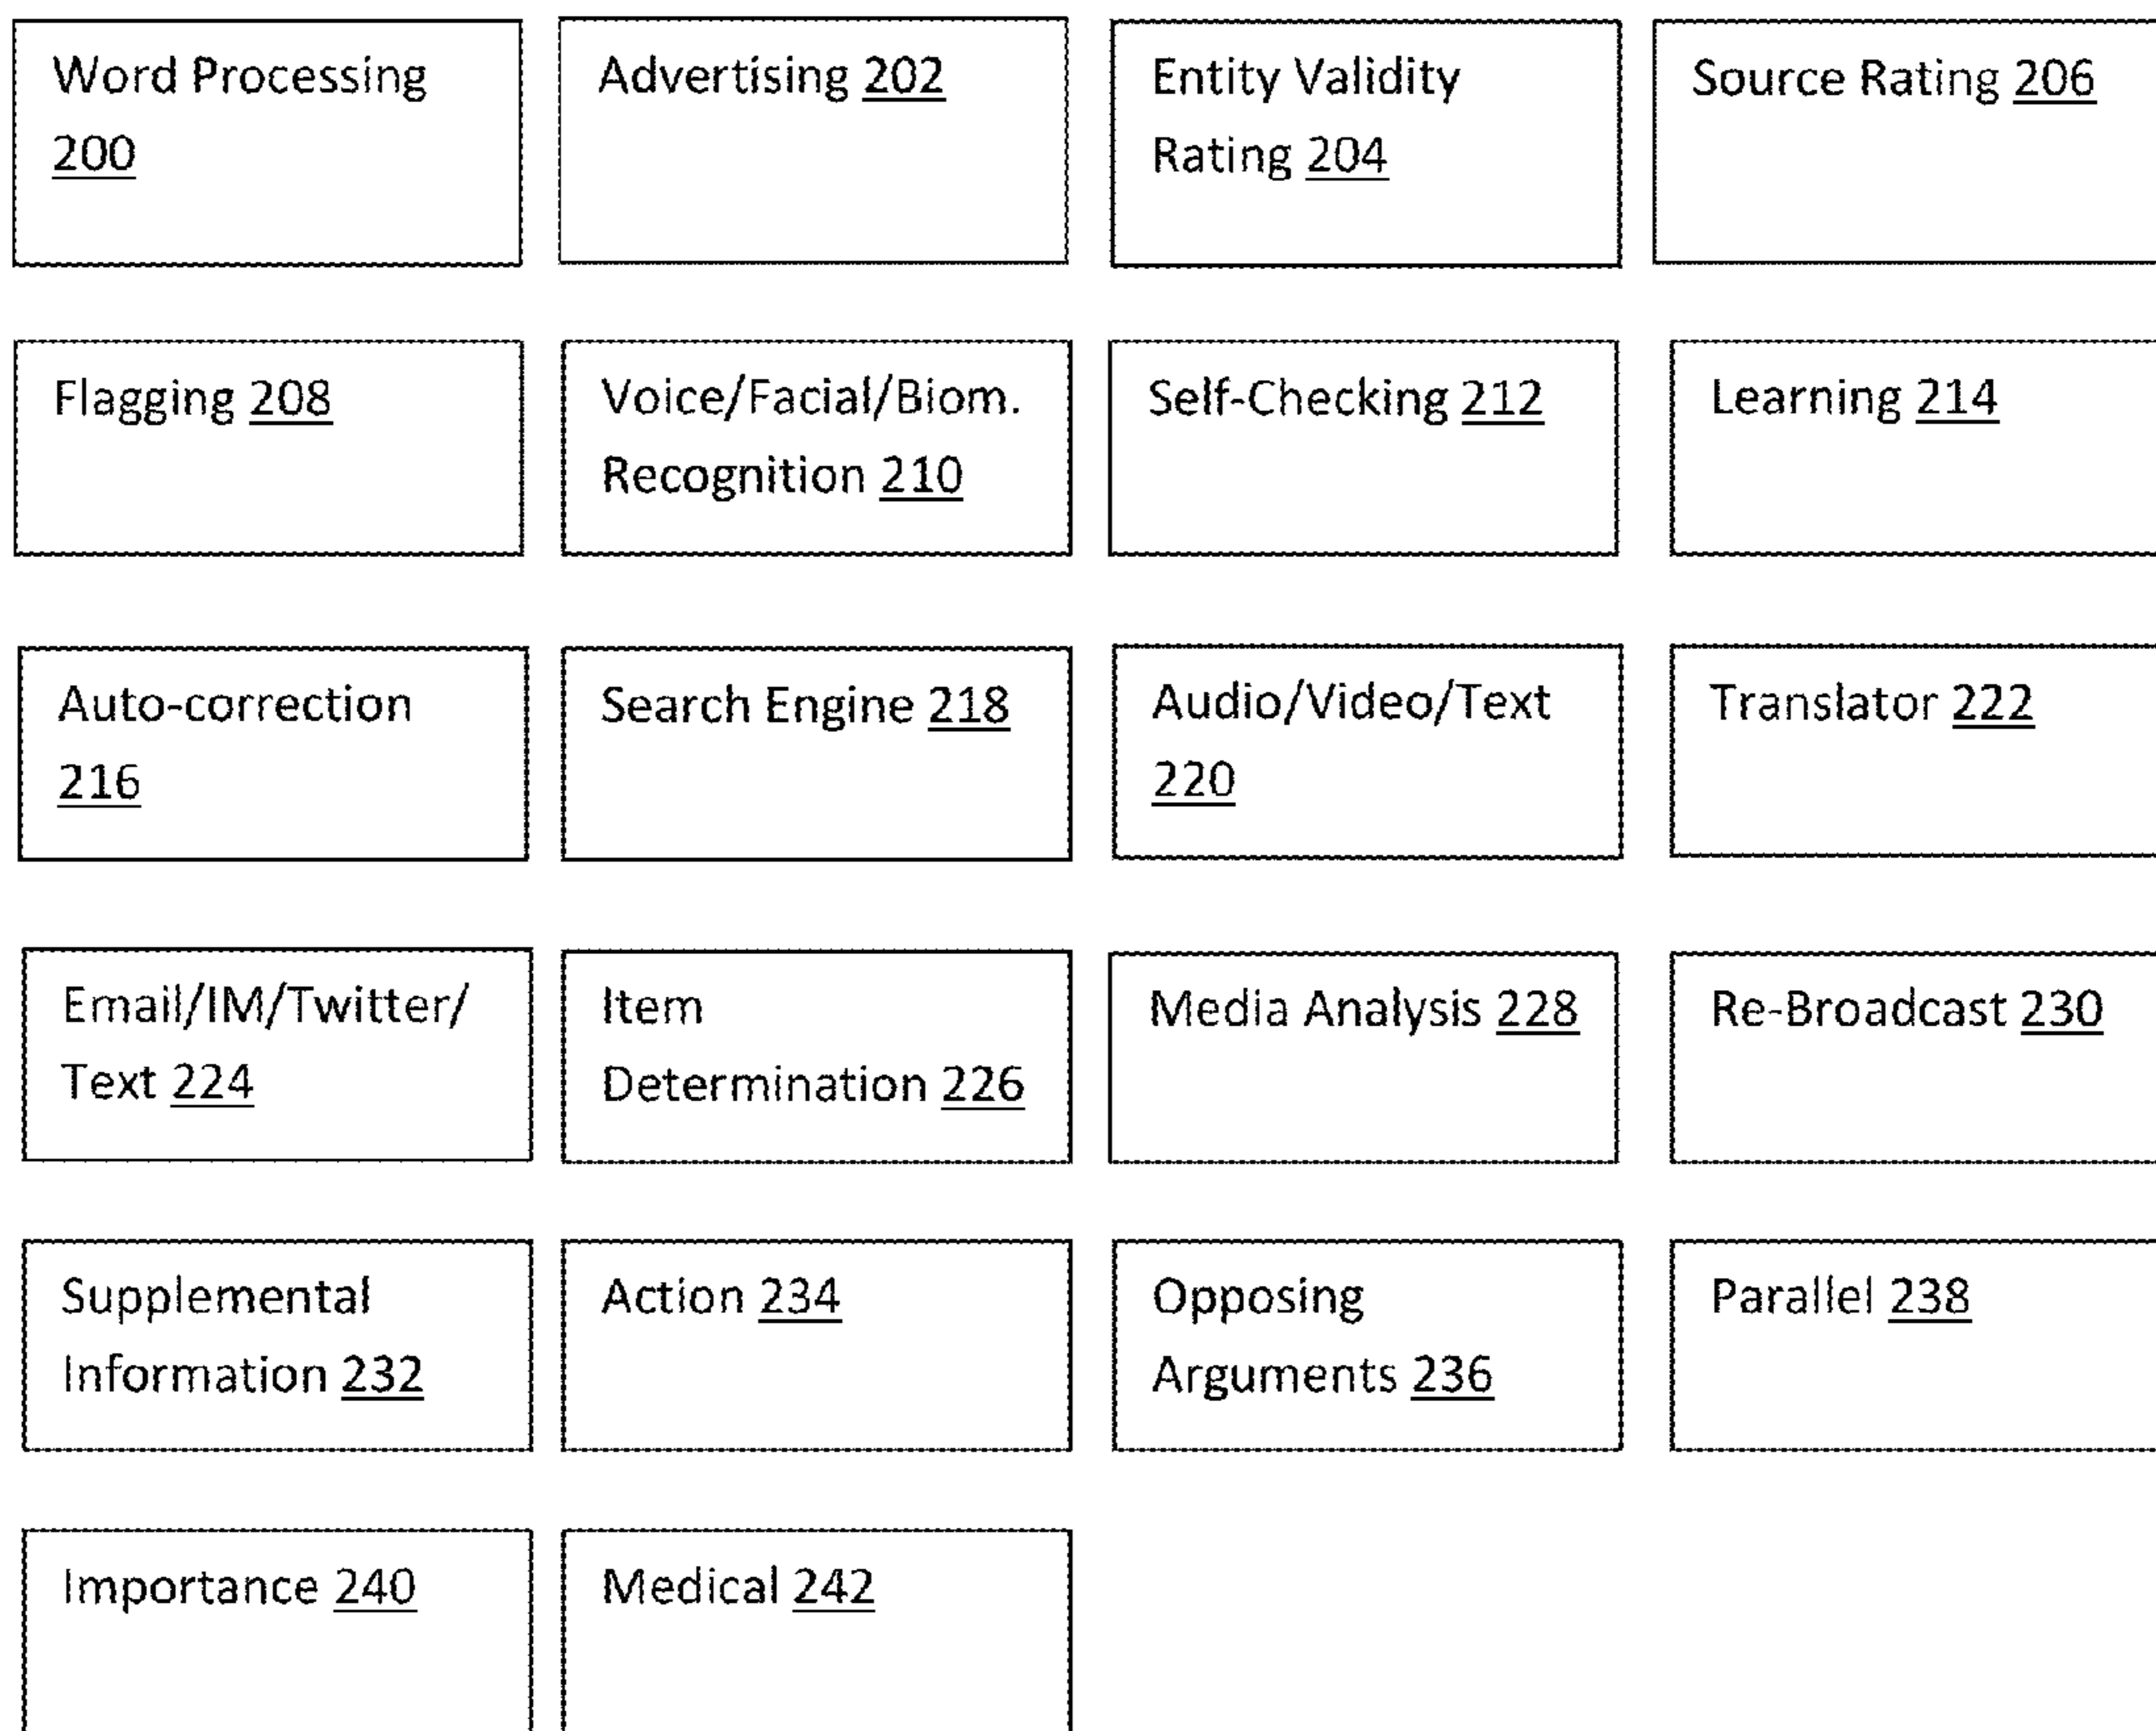 Word Processing
200
Advertising 202
Entity Validity
Rating 204
Source Rating 206
Flagging 208
Voice/Facial/Biom.
Recognition 210
Self-Checking 212
Learning 214
Auto-correction
216
Search Engine 218
Audio/Video/Text
220
Translator 222
Email/IM/Twitter/
Text 224
Item
Determination 226
Media Analysis 228
Re-Broadcast 230
Supplemental
Information 232
Action 234
Opposing
Arguments 236
Parallel 238
Importance 240
Medical 242